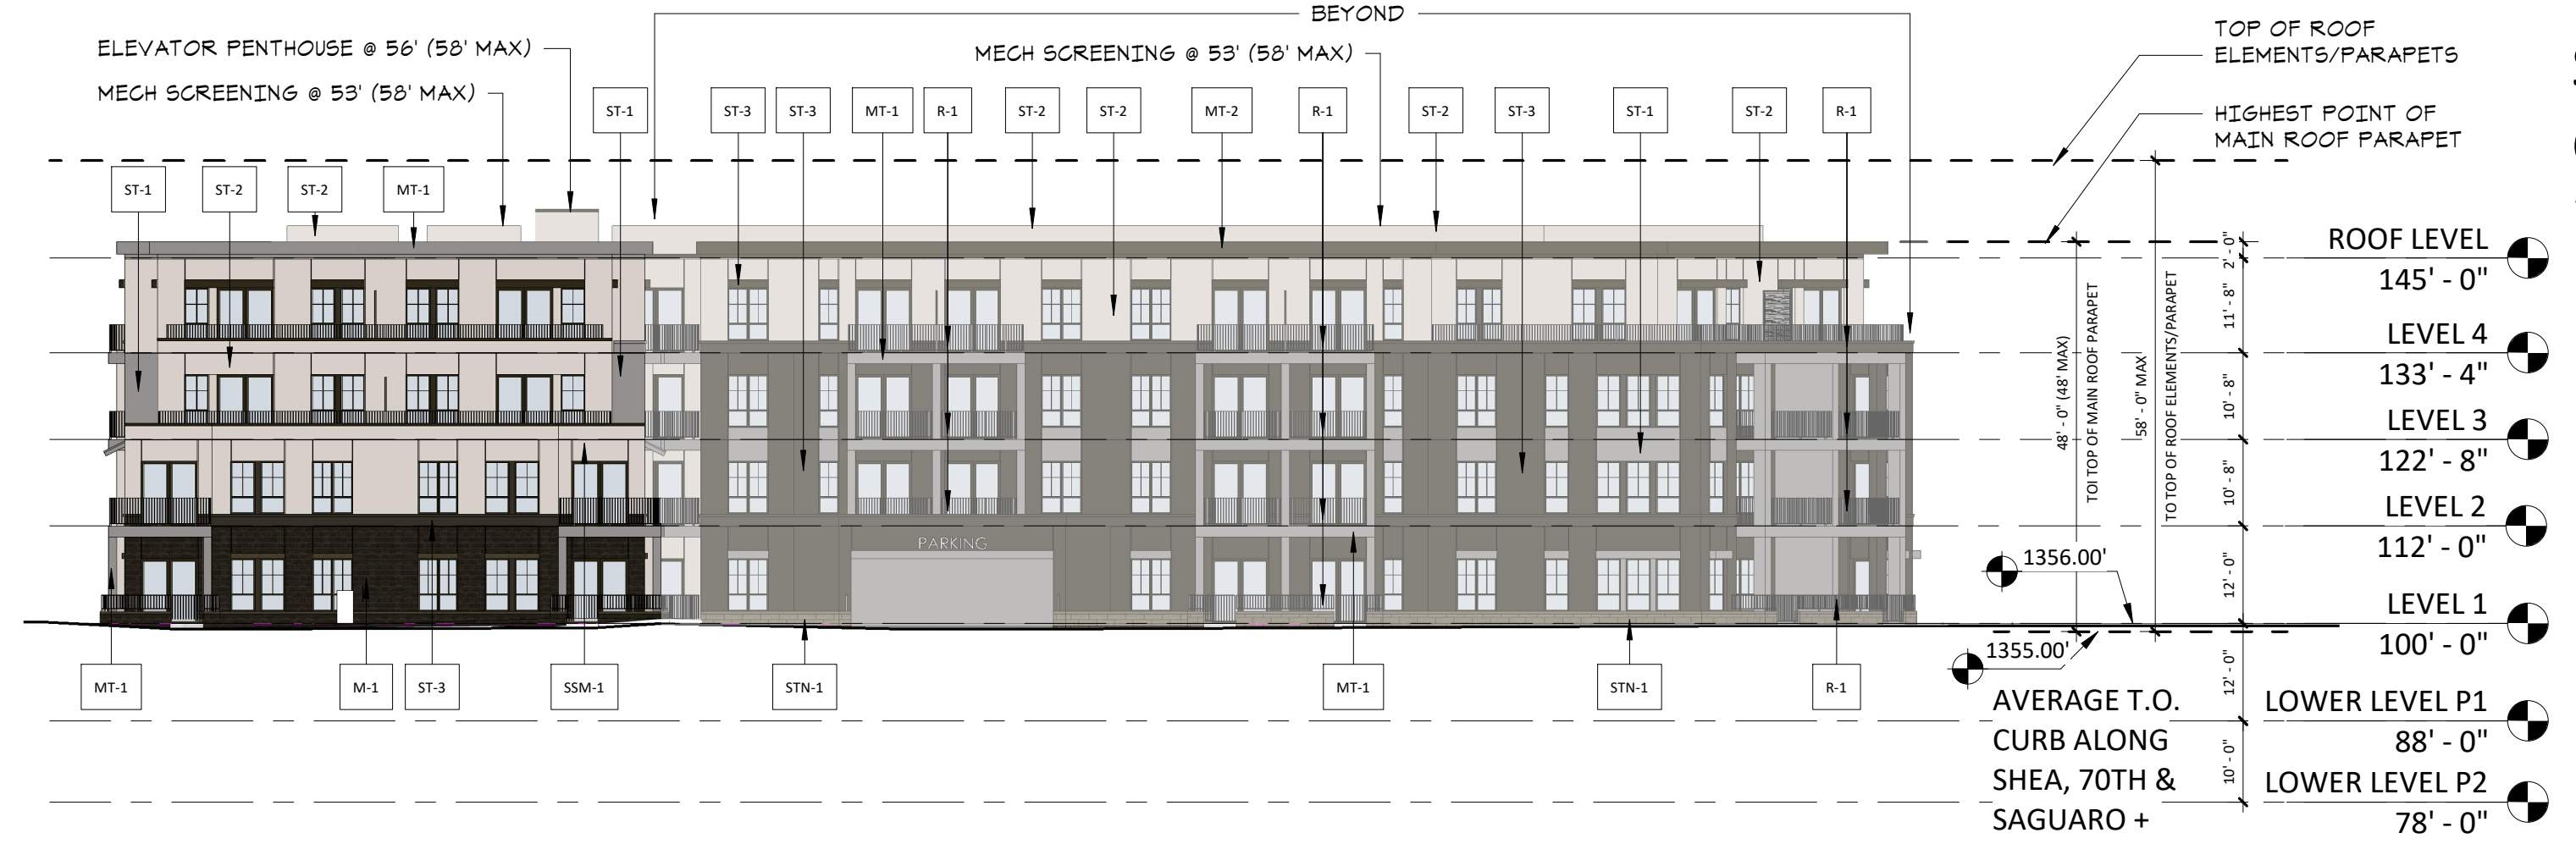 BEYOND
ELEVATOR PENTHOUSE @ 56' (58' MAX)
MECH SCREENING @ 53' (58' MAX)
MECH SCREENING @ 53' (58' MAX)
TOP OF ROOF
ELEMENTS/PARAPETS
HIGHEST POINT OF
MAIN ROOF PARAPET
ST-1
ST-3
ST-3
MT-1
R-1
ST-2
ST-2
MT-2
R-1
ST-2
ST-3
ST-1
ST-2
R-1
ST-1
ST-2
ST-2
MT-1
PARKING
MT-1
M-1
ST-3
SSM-1
STN-1
MT-1
STN-1
R-1
48' - 0" (48' MAX)
TOI TOP OF MAIN ROOF PARAPET
58' - 0" MAX
TO TOP OF ROOF ELEMENTS/PARAPET
2' - 0"
11' - 8"
10' - 8"
10' - 8"
12' - 0"
12' - 0"
10' - 0"
1356.00'
1355.00'
AVERAGE T.O.
CURB ALONG
SHEA, 70TH &
SAGUARO +
ROOF LEVEL
145' - 0"
LEVEL 4
133' - 4"
LEVEL 3
122' - 8"
LEVEL 2
112' - 0"
LEVEL 1
100' - 0"
LOWER LEVEL P1
88' - 0"
LOWER LEVEL P2
78' - 0"